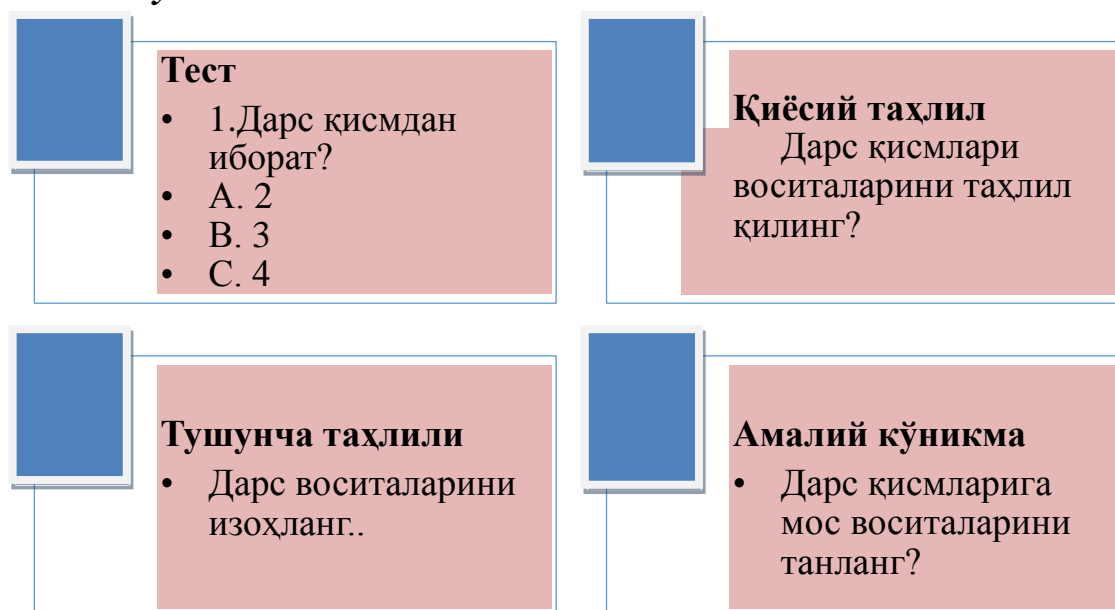 Тест
• 1.Дарс қисмдан
иборат?
• А. 2
• В. 3
• С. 4
Қиёсий таҳлил
Дарс қисмлари
воситаларини таҳлил
қилинг?
Тушунча таҳлили
• Дарс воситаларини
изоҳланг..
Амалий кўникма
• Дарс қисмларига
мос воситаларини
танланг?